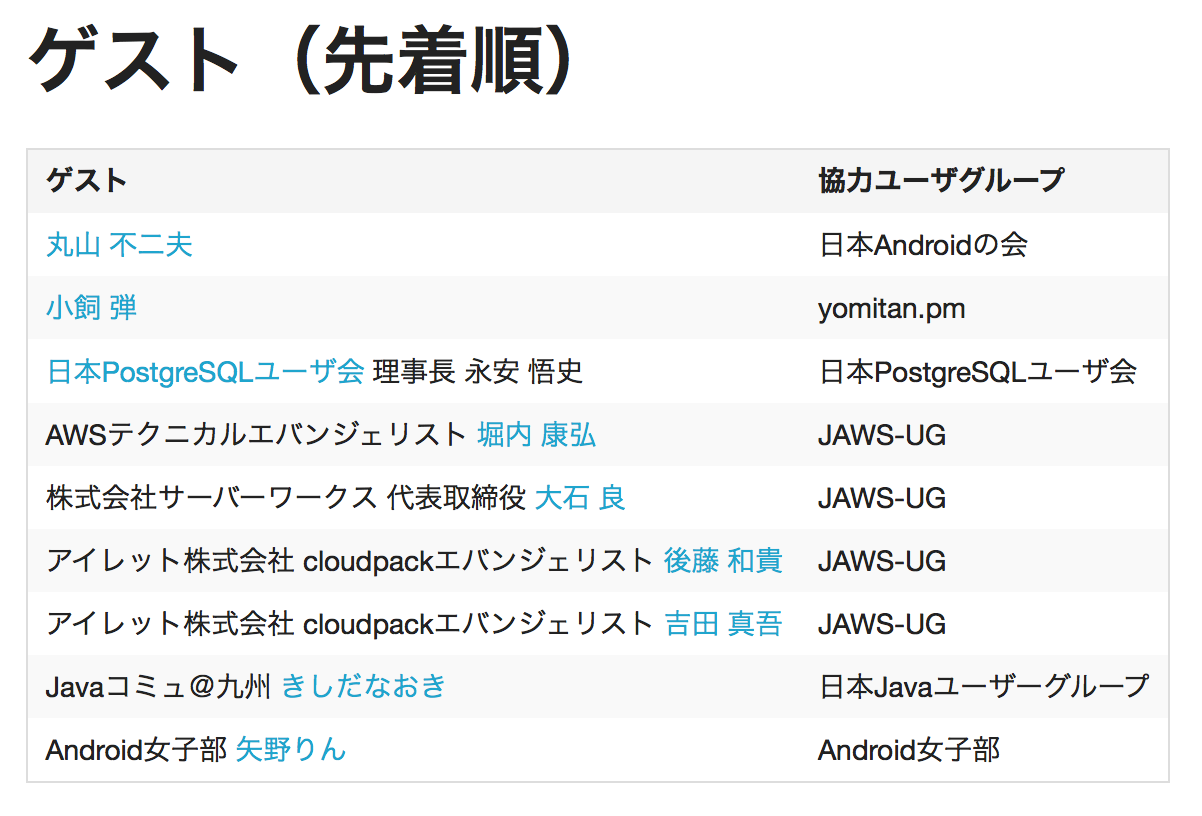 ゲスト（先着順）
ゲスト 協力ユーザグループ
丸山 不二夫 日本Androidの会
小飼 弾 yomitan.pm
日本PostgreSQLユーザ会 理事長 永安 悟史 日本PostgreSQLユーザ会
AWSテクニカルエバンジェリスト 堀内 康弘 JAWS-UG
株式会社サーバーワークス 代表取締役 大石 良 JAWS-UG
アイレット株式会社 cloudpackエバンジェリスト 後藤 和貴 JAWS-UG
アイレット株式会社 cloudpackエバンジェリスト 吉田 真吾 JAWS-UG
Javaコミュ@九州 きしだなおき 日本Javaユーザーグループ
Android女子部 矢野りん Android女子部